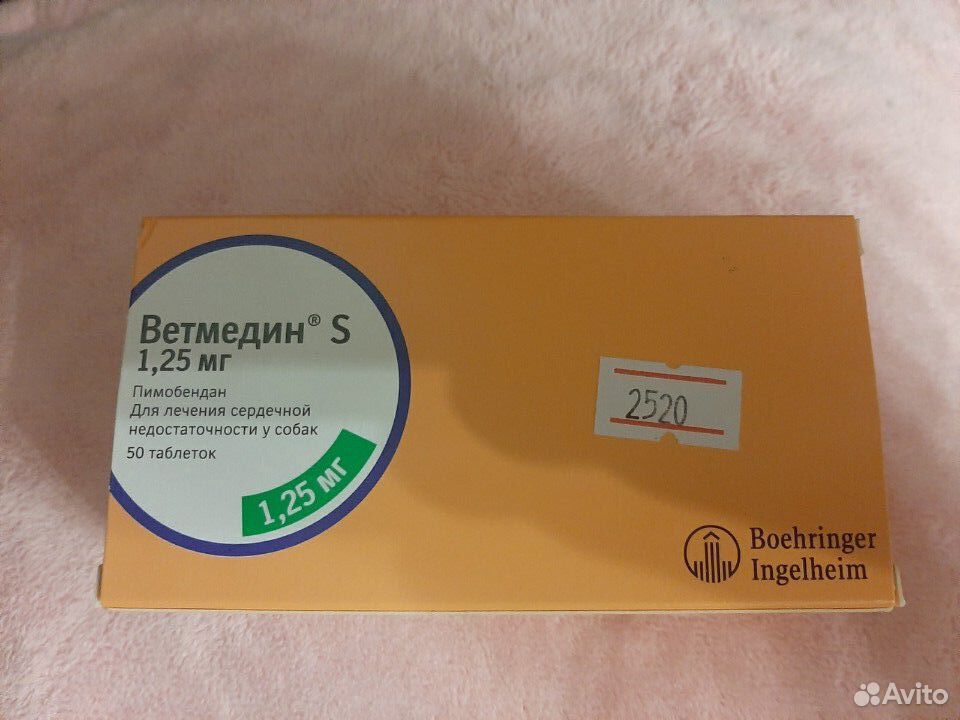 Ветмедин® S
1,25 мг
Пимобендан
Для лечения сердечной
недостаточности у собак
50 таблеток
1,25 мг
2520
Boehringer
Ingelheim
Avito